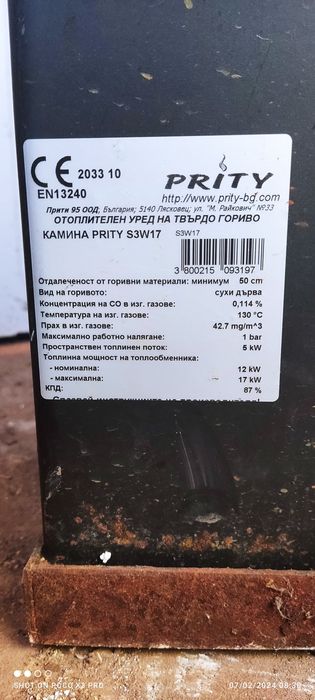 CE 2033 10
EN13240
PRITY
http://www.prity-bg.com
Прити 95 ООД, България; 5140 Лясковец; ул. "М. Райкович" №33
ОТОПЛИТЕЛЕН УРЕД НА ТВЪРДО ГОРИВО
КАМИНА PRITY S3W17 S3W17
3 800215 093197
Отдалеченост от горивни материали: минимум 50 cm
Вид на горивото: сухи дърва
Концентрация на CO в изг. газове: 0,114 %
Температура на изг. газове: 130 °C
Прах в изг. газове: 42.7 mg/m^3
Максимално работно налягане: 1 bar
Пространствен топлинен поток: 5 kW
Топлинна мощност на топлообменника:
- номинална: 12 kW
- максимална: 17 kW
КПД: 87 %
SHOT ON POCO X3 PRO 07/02/2024 08:30